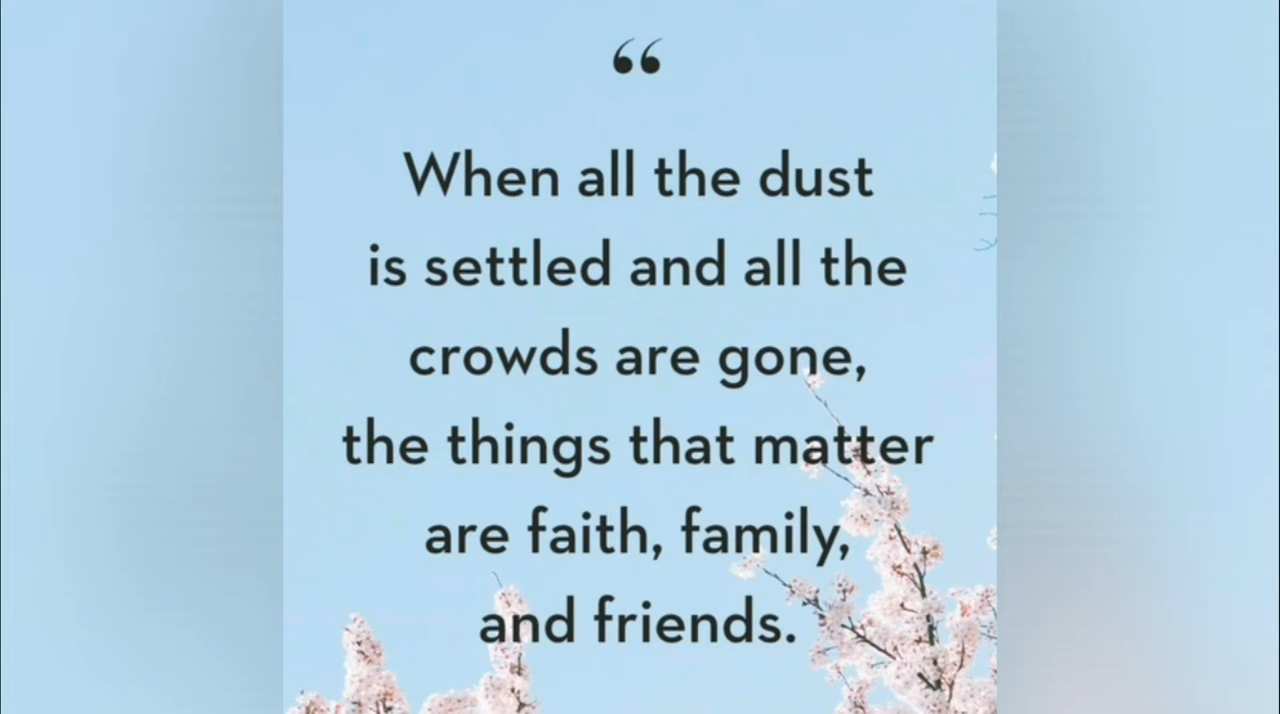 “
When all the dust
is settled and all the
crowds are gone,
the things that matter
are faith, family,
and friends.